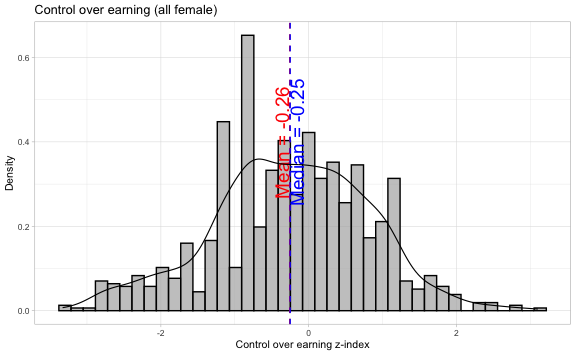 Control over earning (all female)
Density
0.6
0.4
0.2
0.0
Mean = -0.26
Median = -0.25
-2
0
2
Control over earning z-index